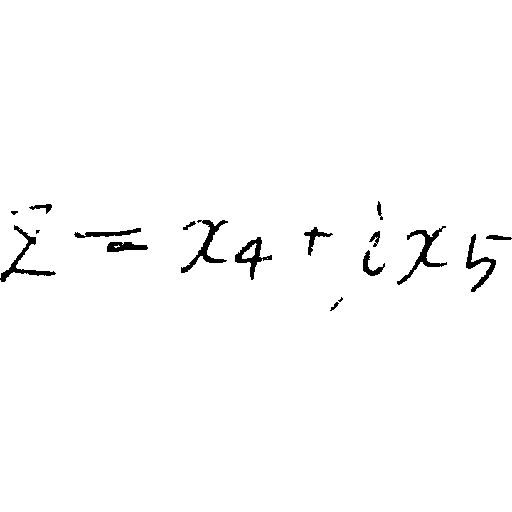 z̄ = x₄ + ix₅